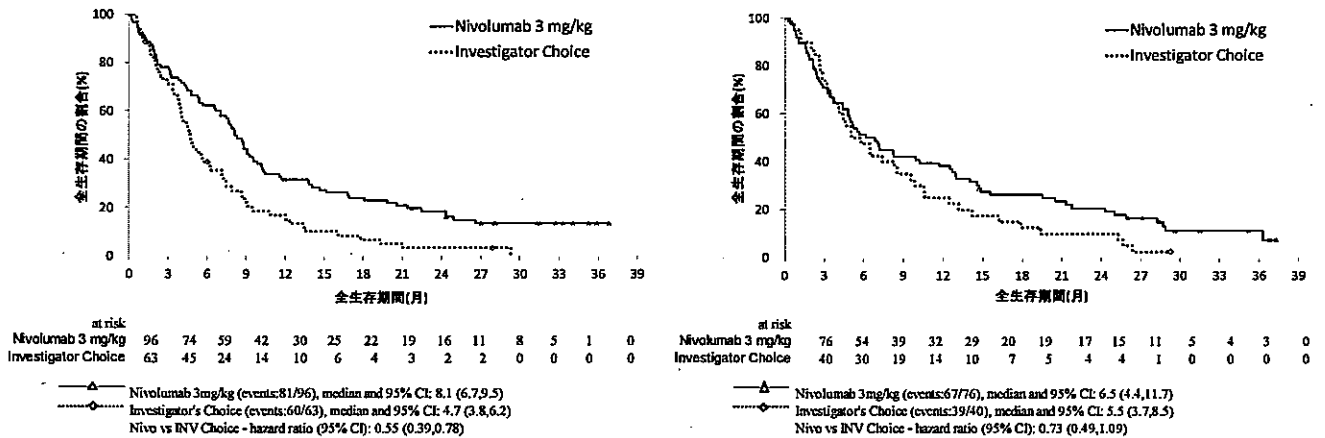 Nivolumab 3 mg/kg
Investigator Choice
全生存期間の割合(%)
100
80
60
40
20
0
0 3 6 9 12 15 18 21 24 27 30 33 36 39
全生存期間(月)
at risk
Nivolumab 3 mg/kg 96 74 59 42 30 25 22 19 16 11 8 5 1 0
Investigator Choice 63 45 24 14 10 6 4 3 2 2 0 0 0 0
Nivolumab 3mg/kg (events:81/96), median and 95% CI: 8.1 (6.7,9.5)
Investigator's Choice (events:60/63), median and 95% CI: 4.7 (3.8,6.2)
Nivo vs INV Choice - hazard ratio (95% CI): 0.55 (0.39,0.78)
Nivolumab 3 mg/kg
Investigator Choice
全生存期間の割合(%)
100
80
60
40
20
0
0 3 6 9 12 15 18 21 24 27 30 33 36 39
全生存期間(月)
at risk
Nivolumab 3 mg/kg 76 54 39 32 29 20 19 17 15 11 5 4 3 0
Investigator Choice 40 30 19 14 10 7 5 4 4 1 0 0 0 0
Nivolumab 3mg/kg (events:67/76), median and 95% CI: 6.5 (4.4,11.7)
Investigator's Choice (events:39/40), median and 95% CI: 5.5 (3.7,8.5)
Nivo vs INV Choice - hazard ratio (95% CI): 0.73 (0.49,1.09)